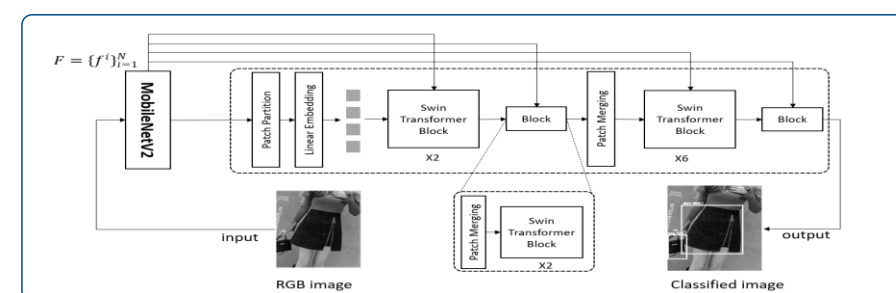 F = {f^i}_{i=1}^N
MobileNetV2
Patch Partition
Linear Embedding
Swin
Transformer
Block
X2
Block
Patch Merging
Swin
Transformer
Block
X6
Block
Patch Merging
Swin
Transformer
Block
X2
input
output
RGB image
Classified image